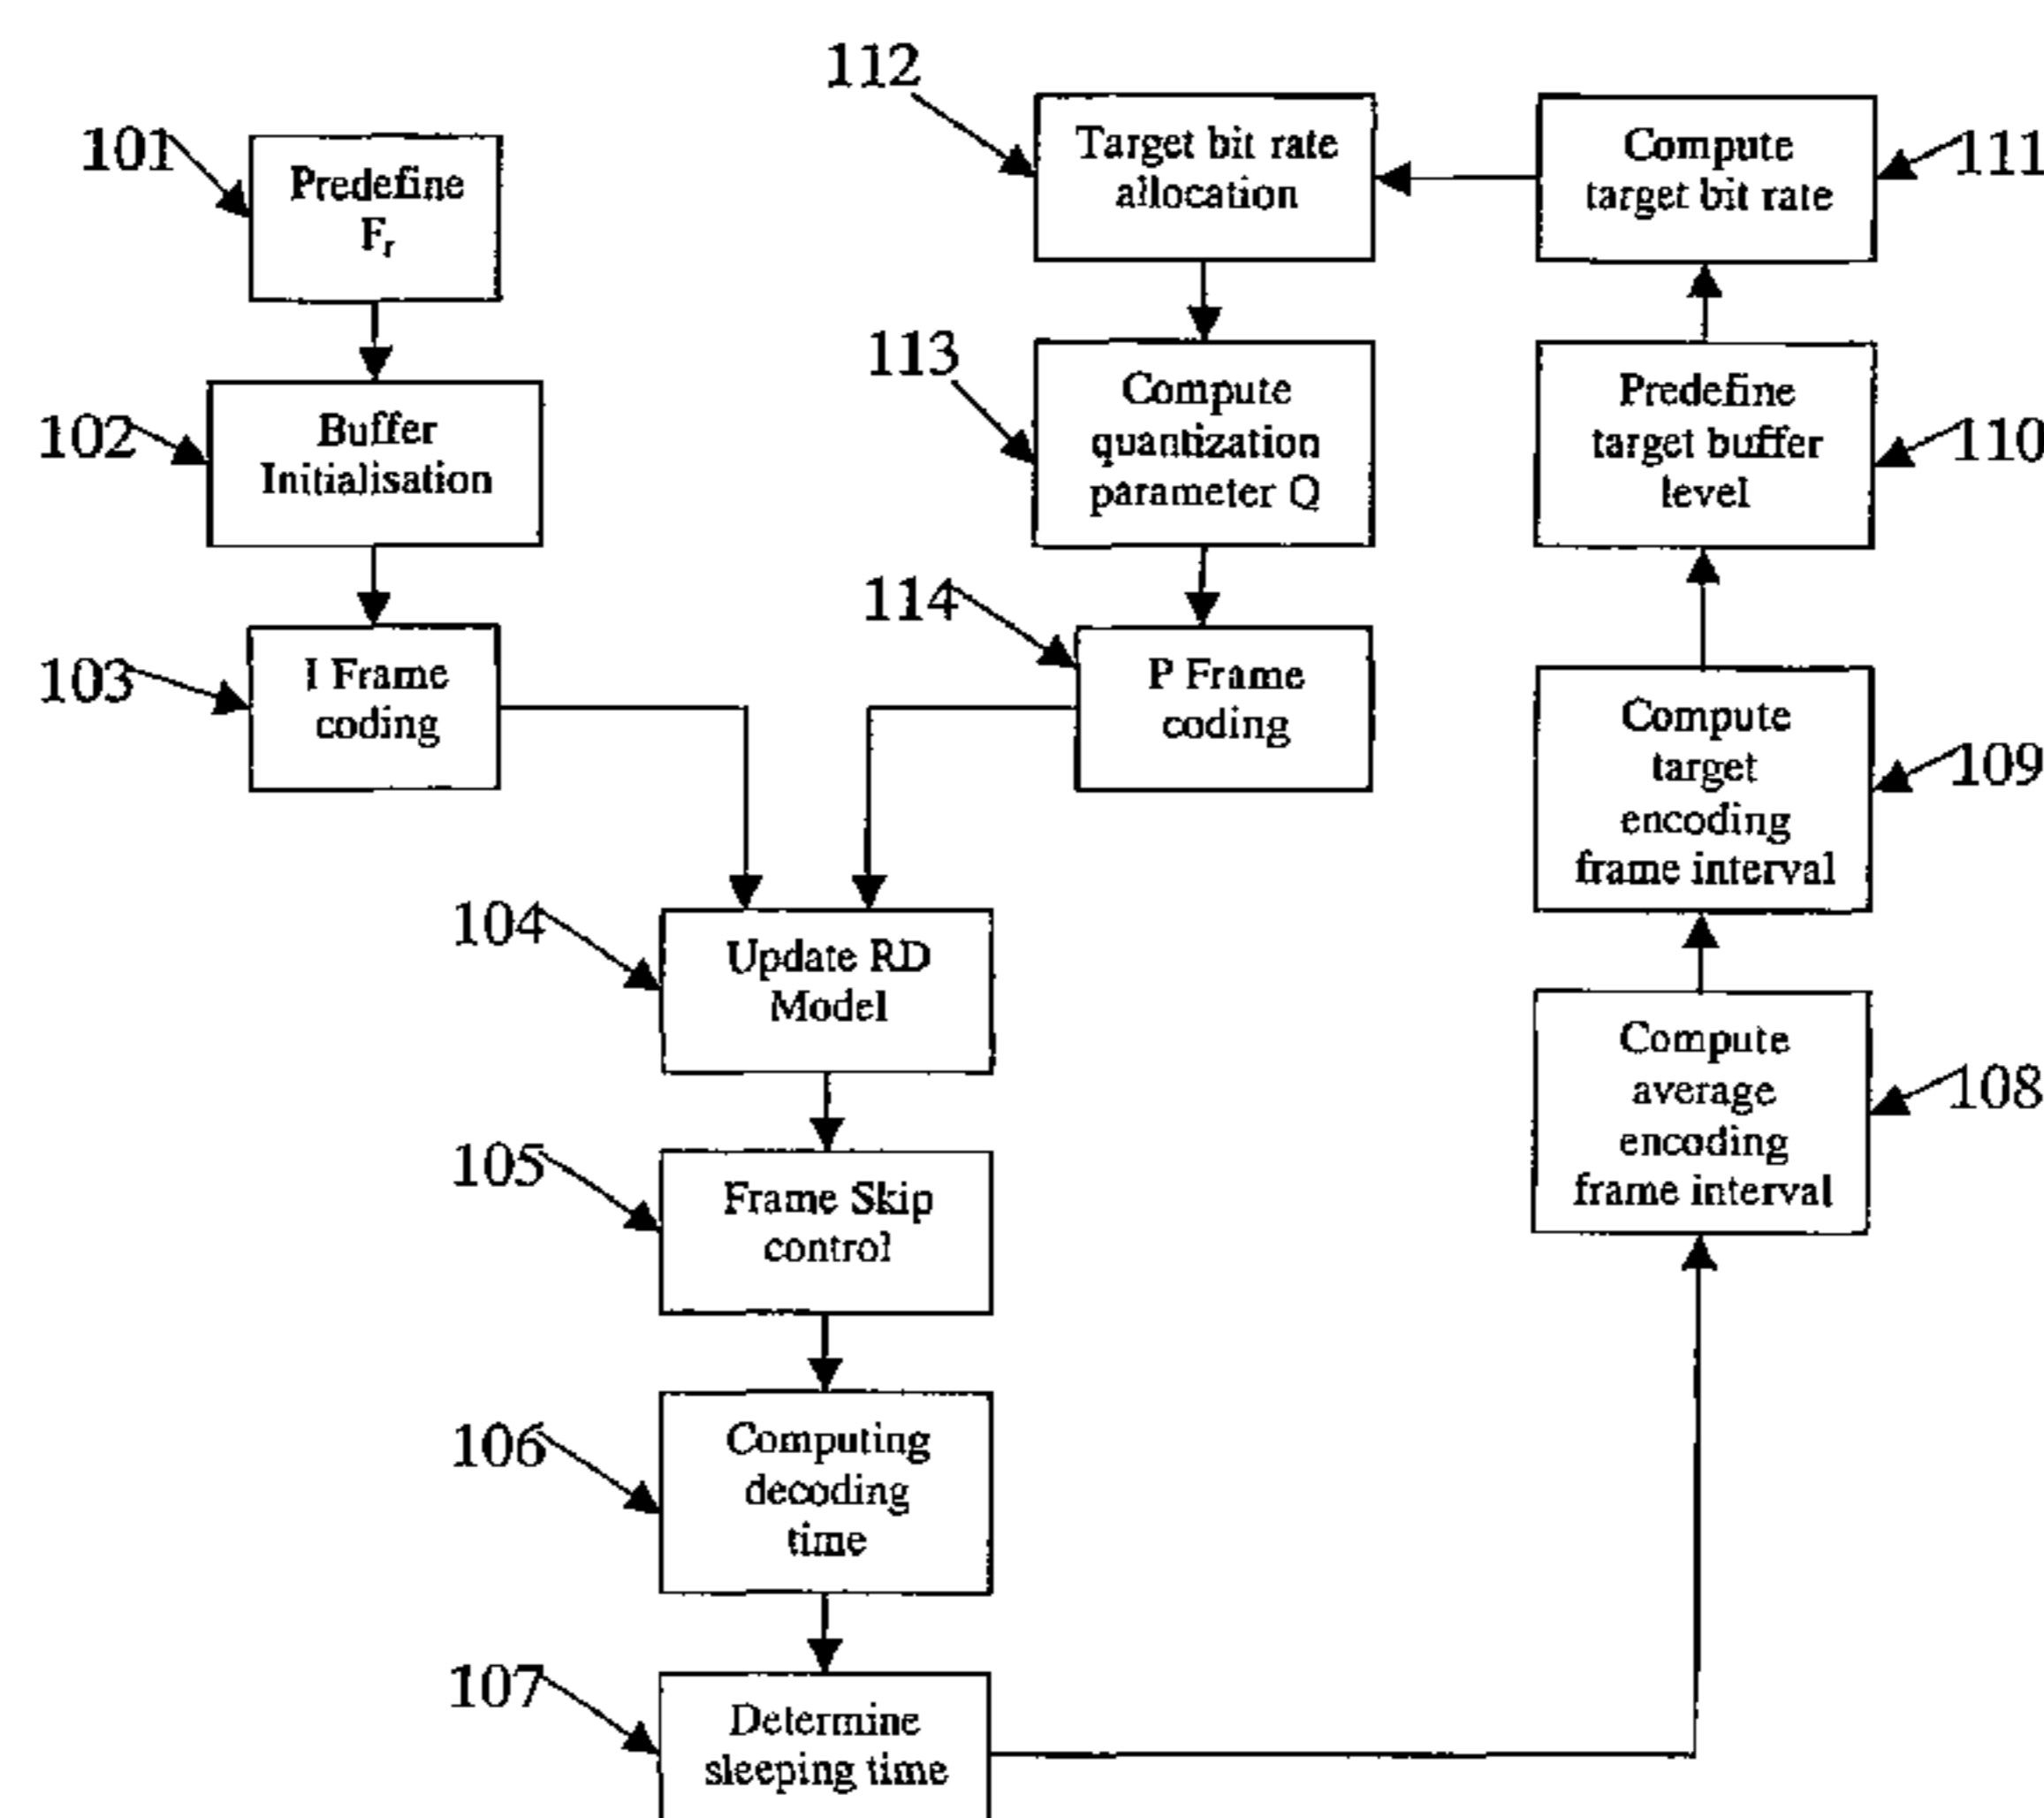 101
Predefine
Fr
102
Buffer
Initialisation
103
I Frame
coding
104
Update RD
Model
105
Frame Skip
control
106
Computing
decoding
time
107
Determine
sleeping time
108
Compute
average
encoding
frame interval
109
Compute
target
encoding
frame interval
110
Predefine
target buffer
level
111
Compute
target bit rate
112
Target bit rate
allocation
113
Compute
quantization
parameter Q
114
P Frame
coding